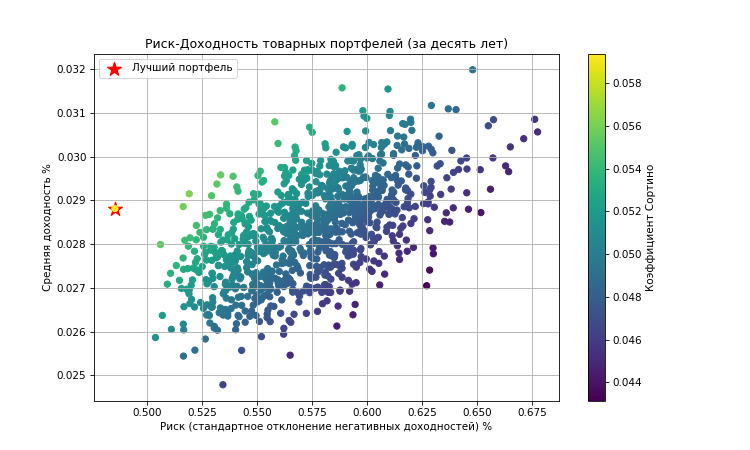 Риск-Доходность товарных портфелей (за десять лет)
Лучший портфель
0.032
0.031
0.030
0.029
0.028
0.027
0.026
0.025
Средняя доходность %
0.500 0.525 0.550 0.575 0.600 0.625 0.650 0.675
Риск (стандартное отклонение негативных доходностей) %
0.058
0.056
0.054
0.052
0.050
0.048
0.046
0.044
Коэффициент Сортино